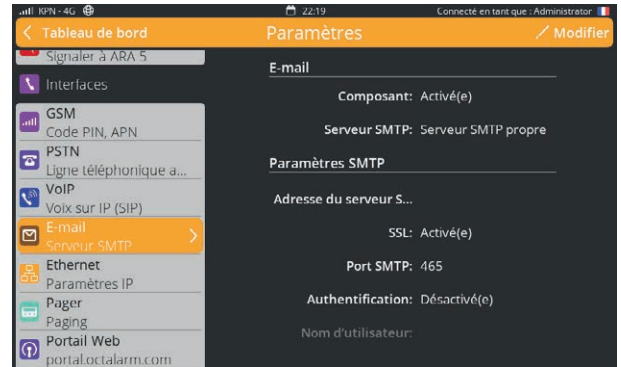 KPN - 4G 22:19 Connecté en tant que : Administrator
Tableau de bord Paramètres Modifier
Signaler à ARA 5
Interfaces
GSM
Code PIN, APN
PSTN
Ligne téléphonique a...
VoIP
Voix sur IP (SIP)
E-mail
Serveur SMTP
Ethernet
Paramètres IP
Pager
Paging
Portail Web
portal.octalarm.com
E-mail
Composant: Activé(e)
Serveur SMTP: Serveur SMTP propre
Paramètres SMTP
Adresse du serveur S...
SSL: Activé(e)
Port SMTP: 465
Authentification: Désactivé(e)
Nom d'utilisateur: